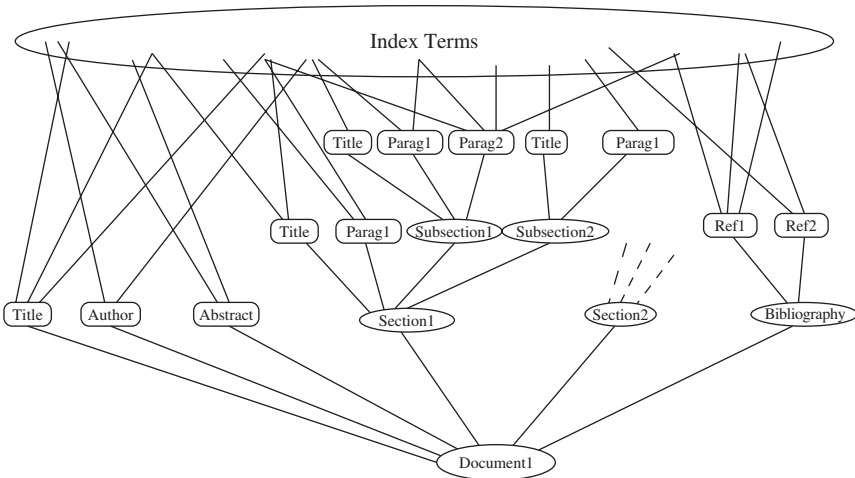 Index Terms
Title
Parag1
Parag2
Title
Parag1
Title
Parag1
Subsection1
Subsection2
Ref1
Ref2
Title
Author
Abstract
Section1
Section2
Bibliography
Document1